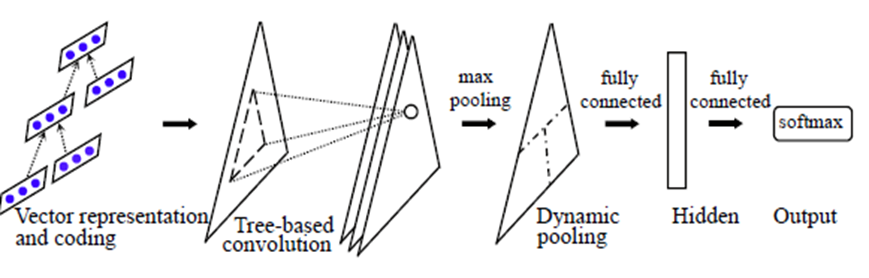 max
pooling
fully
connected
fully
connected
softmax
Vector representation
and coding
Tree-based
convolution
Dynamic
pooling
Hidden
Output